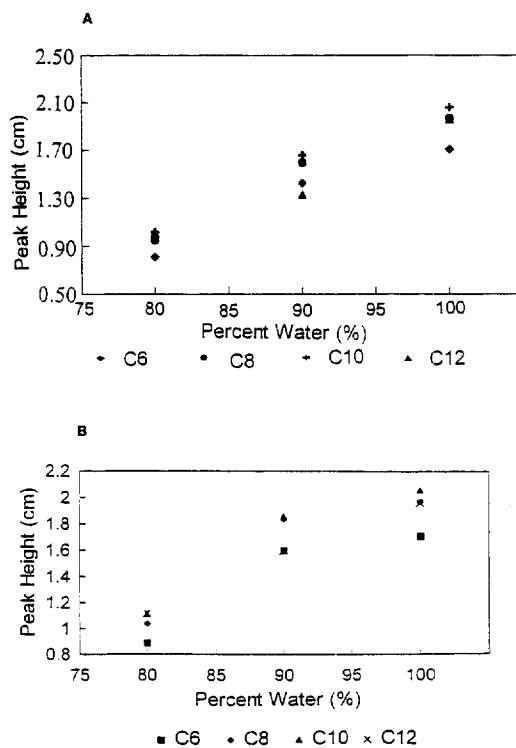 A
2.50
2.10
1.70
1.30
0.90
0.50
Peak Height (cm)
75 80 85 90 95 100
Percent Water (%)
C6 C8 C10 C12
B
2.2
2
1.8
1.6
1.4
1.2
1
0.8
Peak Height (cm)
75 80 85 90 95 100
Percent Water (%)
C6 C8 C10 C12